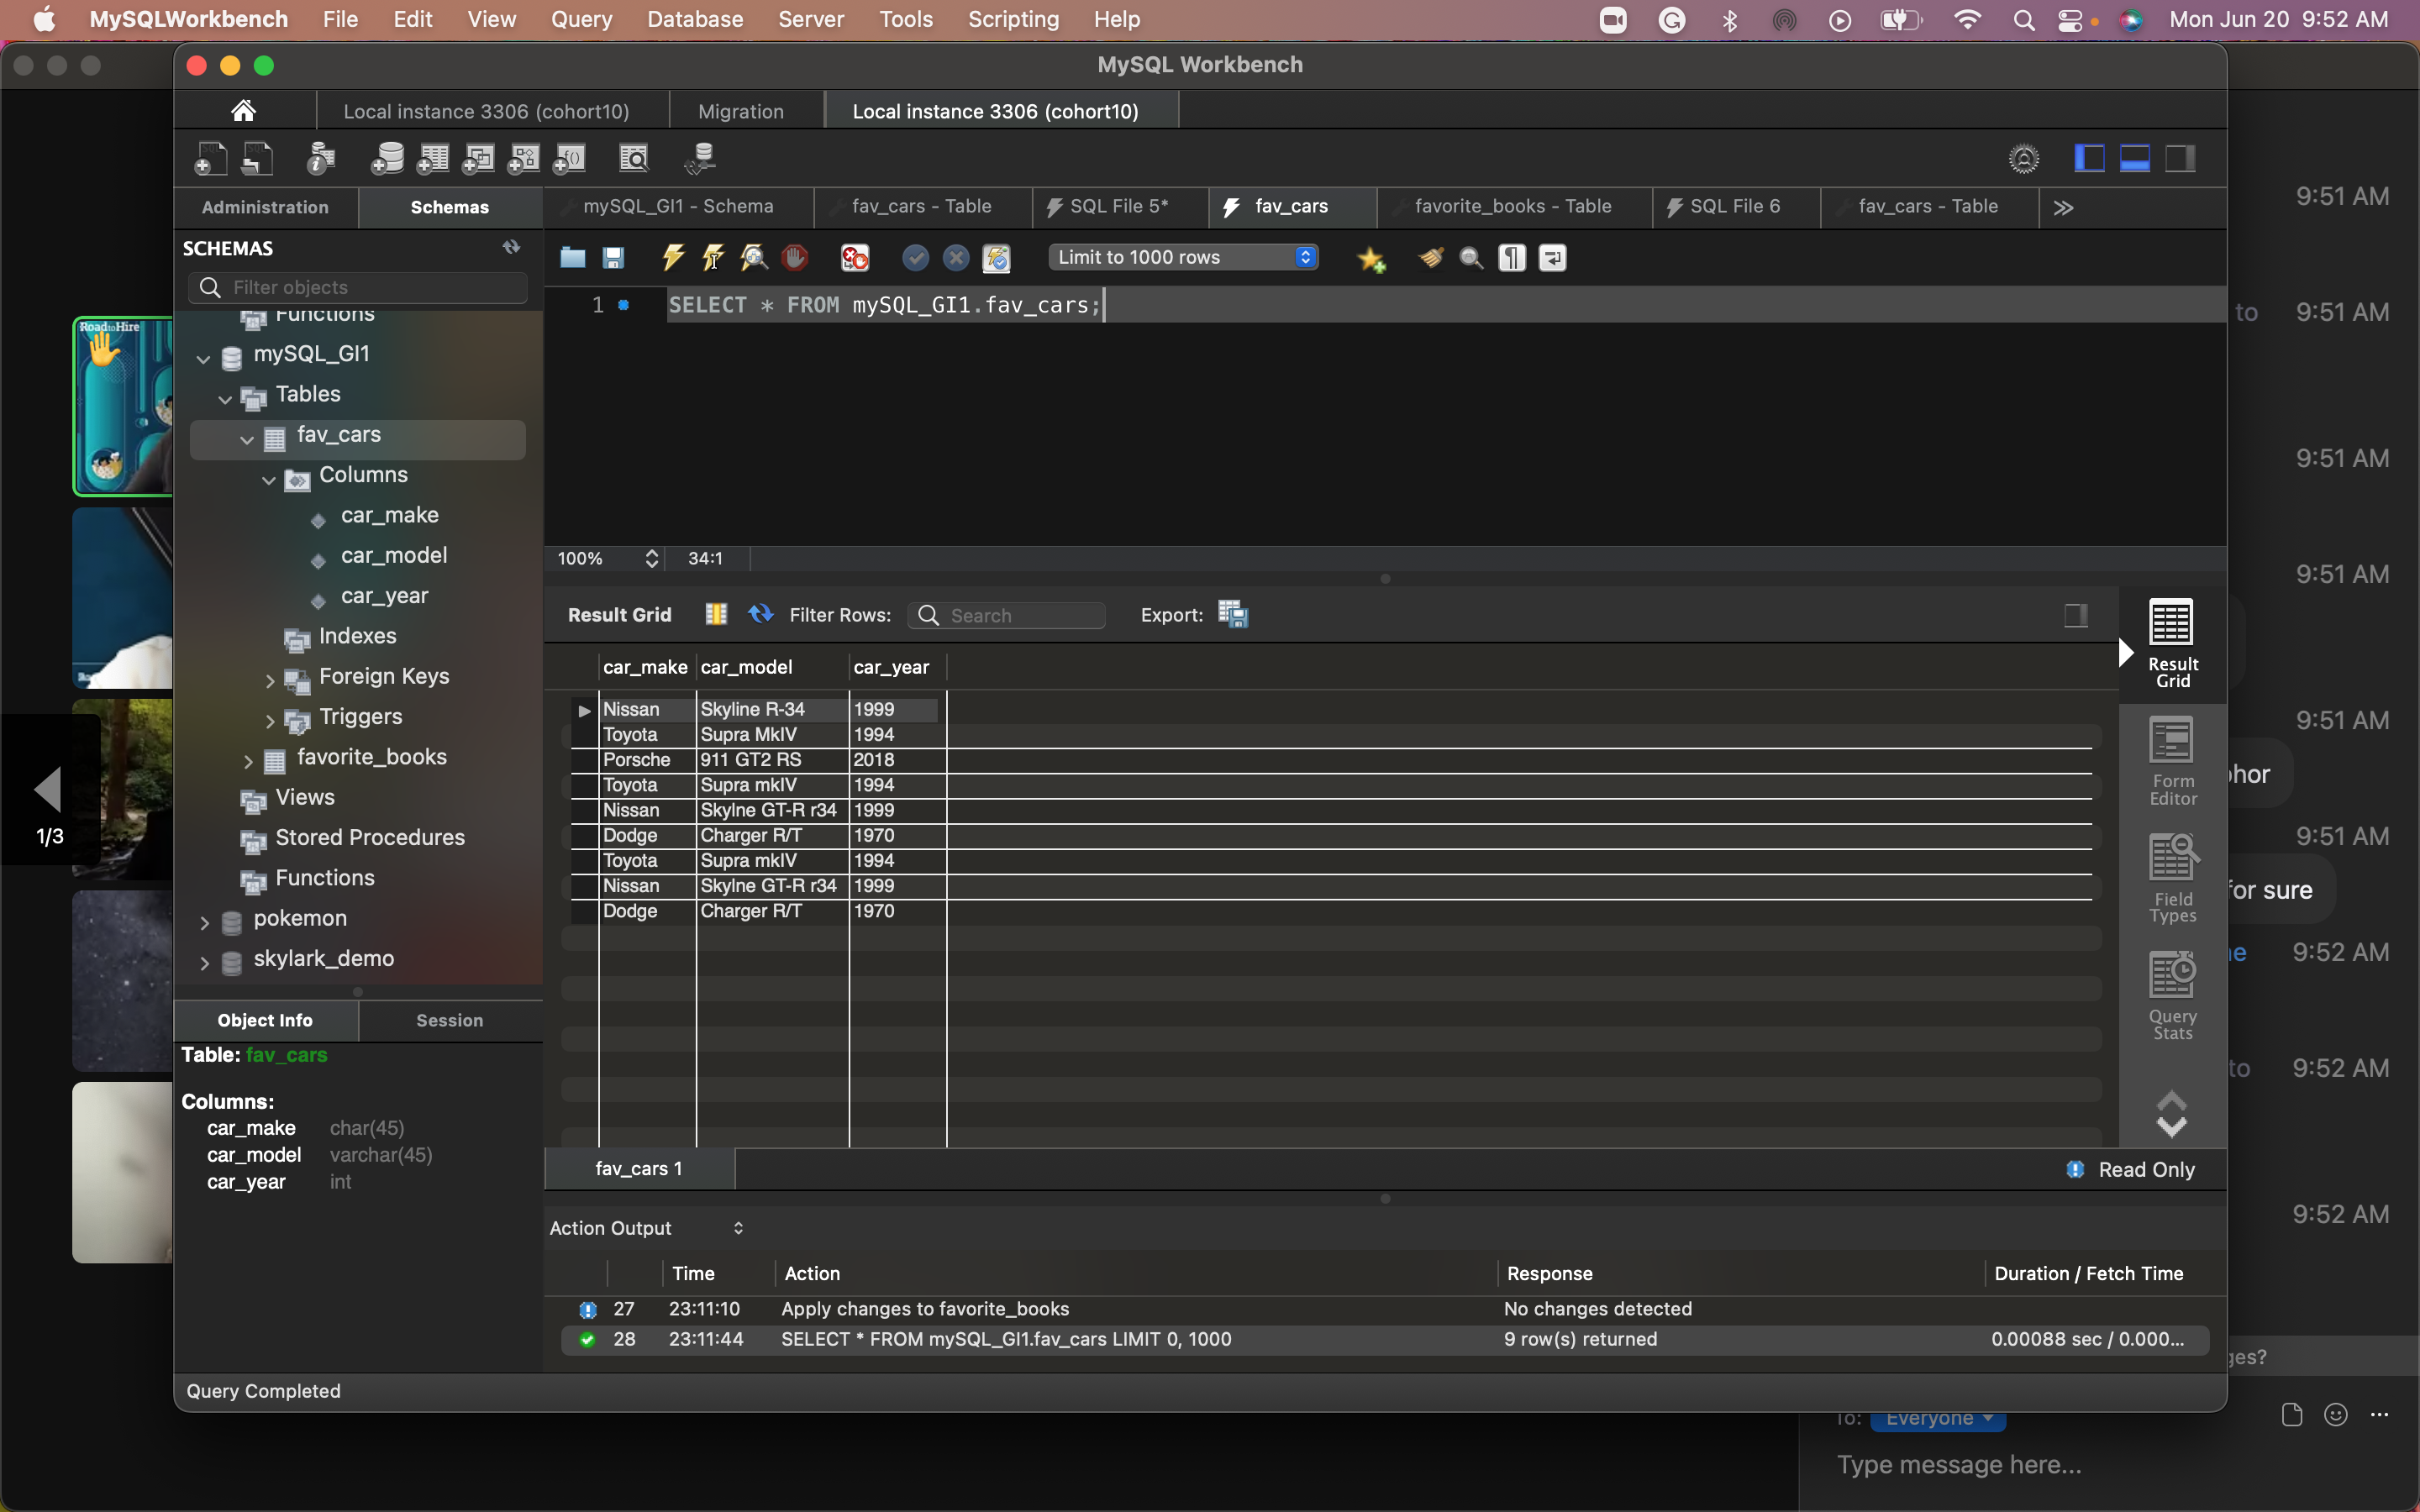 MySQLWorkbench File Edit View Query Database Server Tools Scripting Help Mon Jun 20 9:52 AM
MySQL Workbench
Local instance 3306 (cohort10) Migration Local instance 3306 (cohort10)
Administration Schemas
mySQL_GI1 - Schema fav_cars - Table SQL File 5* fav_cars favorite_books - Table SQL File 6 fav_cars - Table
SCHEMAS
Filter objects
Limit to 1000 rows
1 SELECT * FROM mySQL_GI1.fav_cars;
Functions
mySQL_GI1
Tables
fav_cars
Columns
car_make
car_model
car_year
Indexes
Foreign Keys
Triggers
favorite_books
Views
Stored Procedures
Functions
pokemon
skylark_demo
Object Info Session
Table: fav_cars
Columns:
car_make char(45)
car_model varchar(45)
car_year int
100% 34:1
Result Grid Filter Rows: Search Export:
car_make car_model car_year
Nissan Skyline R-34 1999
Toyota Supra MkIV 1994
Porsche 911 GT2 RS 2018
Toyota Supra mkIV 1994
Nissan Skylne GT-R r34 1999
Dodge Charger R/T 1970
Toyota Supra mkIV 1994
Nissan Skylne GT-R r34 1999
Dodge Charger R/T 1970
Result
Grid
Form
Editor
Field
Types
Query
Stats
fav_cars 1 Read Only
Action Output
Time Action Response Duration / Fetch Time
27 23:11:10 Apply changes to favorite_books No changes detected
28 23:11:44 SELECT * FROM mySQL_GI1.fav_cars LIMIT 0, 1000 9 row(s) returned 0.00088 sec / 0.000...
Query Completed
RoadtoHire
1/3
9:51 AM
to 9:51 AM
9:51 AM
9:51 AM
9:51 AM
phor
9:51 AM
for sure
9:52 AM
to 9:52 AM
9:52 AM
ges?
To: Everyone
Type message here...